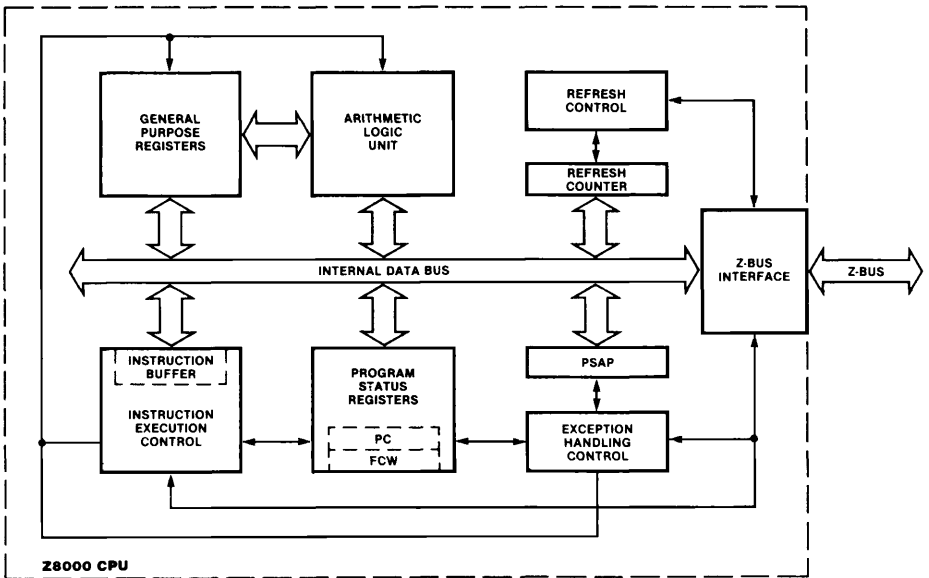 GENERAL
PURPOSE
REGISTERS
ARITHMETIC
LOGIC
UNIT
REFRESH
CONTROL
REFRESH
COUNTER
INTERNAL DATA BUS
Z-BUS
INTERFACE
Z-BUS
INSTRUCTION
BUFFER
INSTRUCTION
EXECUTION
CONTROL
PROGRAM
STATUS
REGISTERS
PC
FCW
PSAP
EXCEPTION
HANDLING
CONTROL
Z8000 CPU